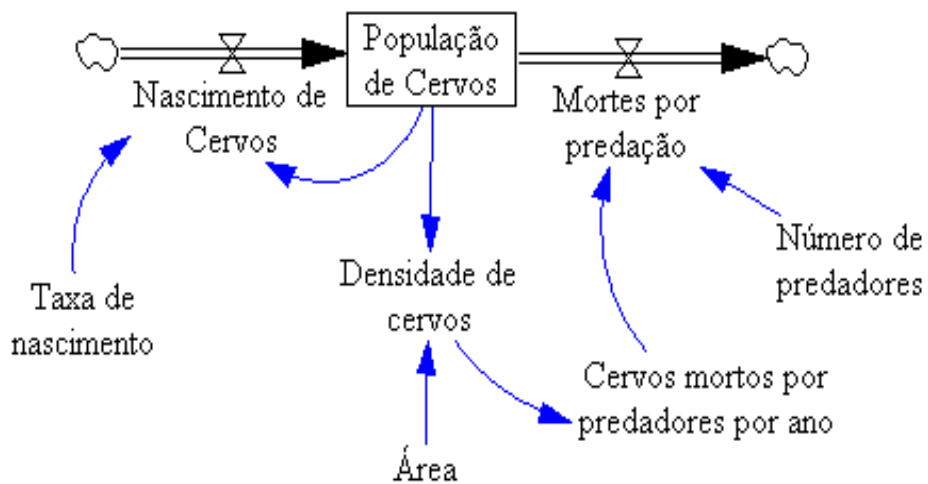 População
de Cervos
Nascimento de
Cervos
Mortes por
predação
Número de
predadores
Densidade de
cervos
Taxa de
nascimento
Cervos mortos por
predadores por ano
Área